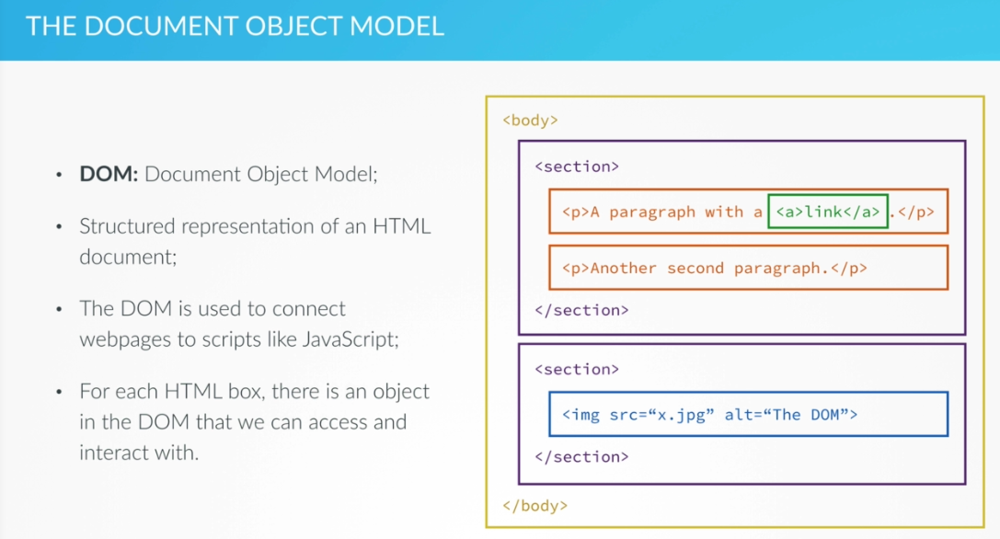 THE DOCUMENT OBJECT MODEL
• DOM: Document Object Model;
• Structured representation of an HTML
document;
• The DOM is used to connect
webpages to scripts like JavaScript;
• For each HTML box, there is an object
in the DOM that we can access and
interact with.
<body>
<section>
<p>A paragraph with a <a>link</a>.</p>
<p>Another second paragraph.</p>
</section>
<section>
<img src=“x.jpg” alt=“The DOM”>
</section>
</body>